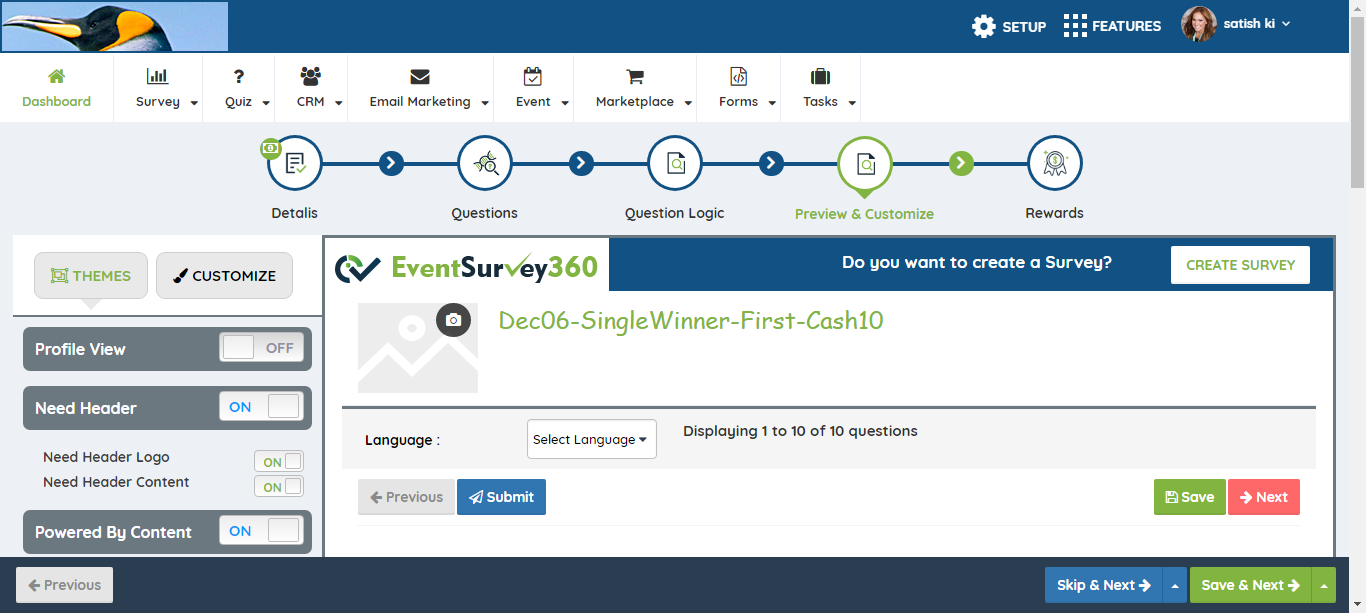 SETUP
FEATURES
satish ki
Dashboard
Survey
Quiz
CRM
Email Marketing
Event
Marketplace
Forms
Tasks
Detalis
Questions
Question Logic
Preview & Customize
Rewards
THEMES
CUSTOMIZE
EventSurvey360
Do you want to create a Survey?
CREATE SURVEY
Profile View
OFF
Dec06-SingleWinner-First-Cash10
Need Header
ON
Language :
Select Language
Displaying 1 to 10 of 10 questions
Need Header Logo
ON
Need Header Content
ON
Previous
Submit
Save
Next
Powered By Content
ON
Previous
Skip & Next
Save & Next